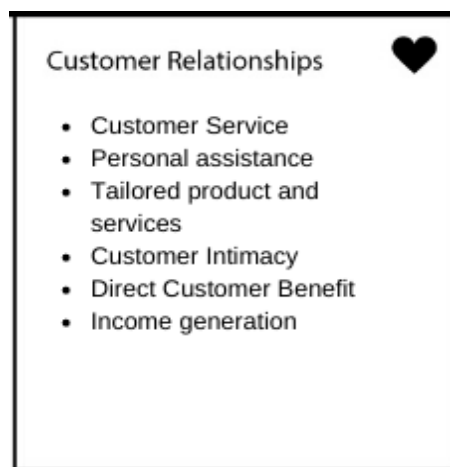 Customer Relationships
• Customer Service
• Personal assistance
• Tailored product and
services
• Customer Intimacy
• Direct Customer Benefit
• Income generation